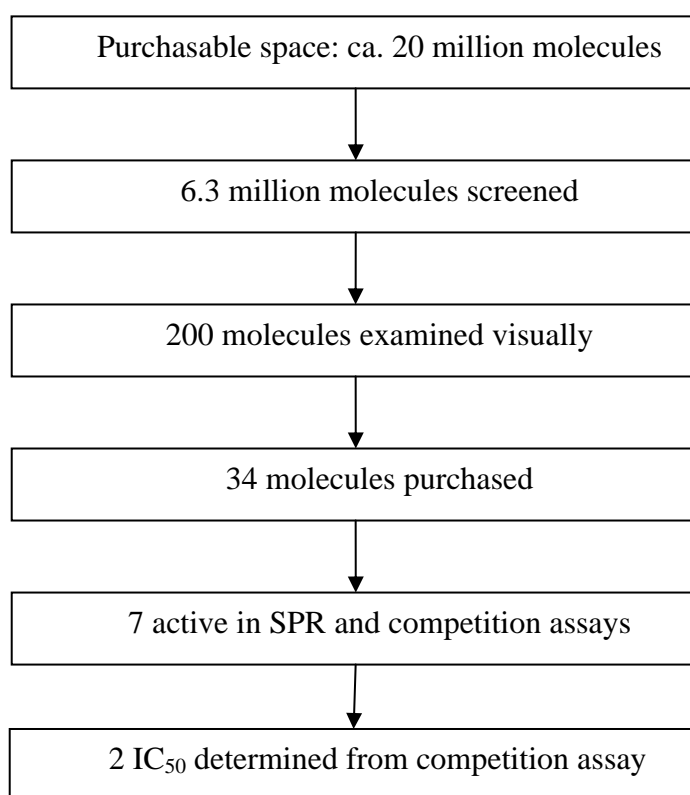 Purchasable space: ca. 20 million molecules
6.3 million molecules screened
200 molecules examined visually
34 molecules purchased
7 active in SPR and competition assays
2 IC₅₀ determined from competition assay